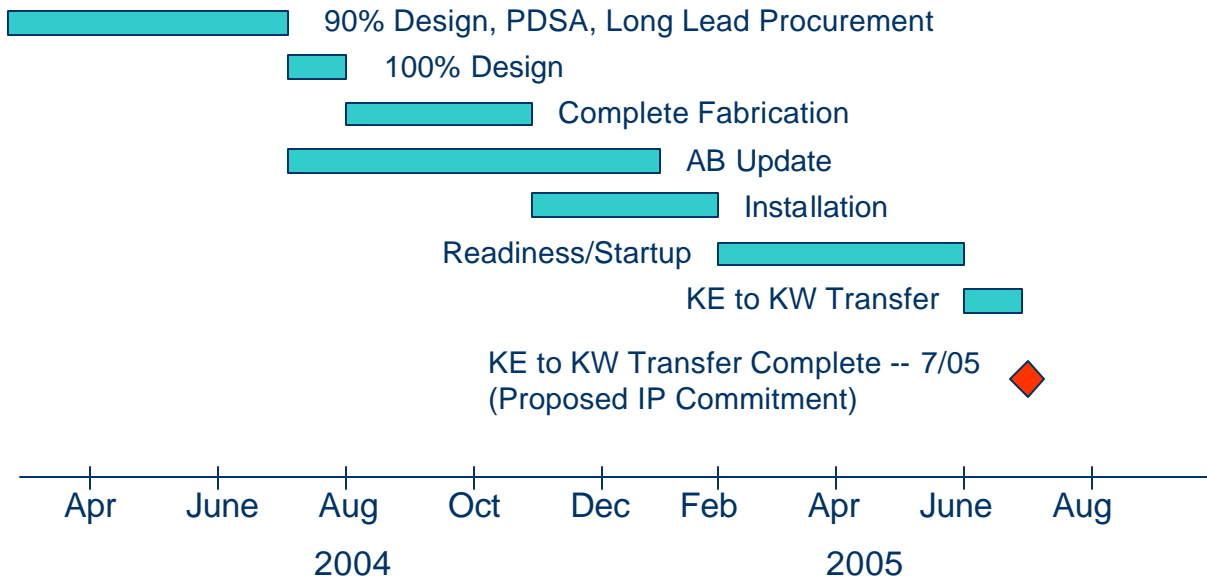 90% Design, PDSA, Long Lead Procurement
100% Design
Complete Fabrication
AB Update
Installation
Readiness/Startup
KE to KW Transfer
KE to KW Transfer Complete -- 7/05
(Proposed IP Commitment)
Apr June Aug Oct Dec Feb Apr June Aug
2004 2005